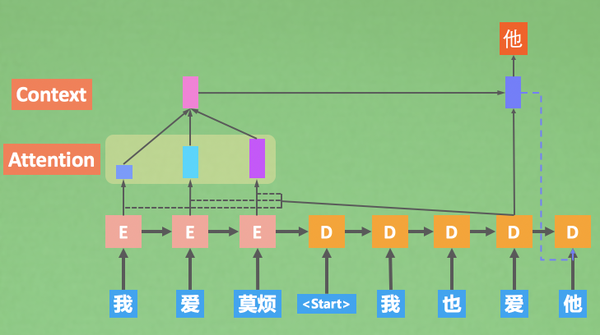 他
Context
Attention
E E E D D D D D
我 爱 莫烦 <Start> 我 也 爱 他